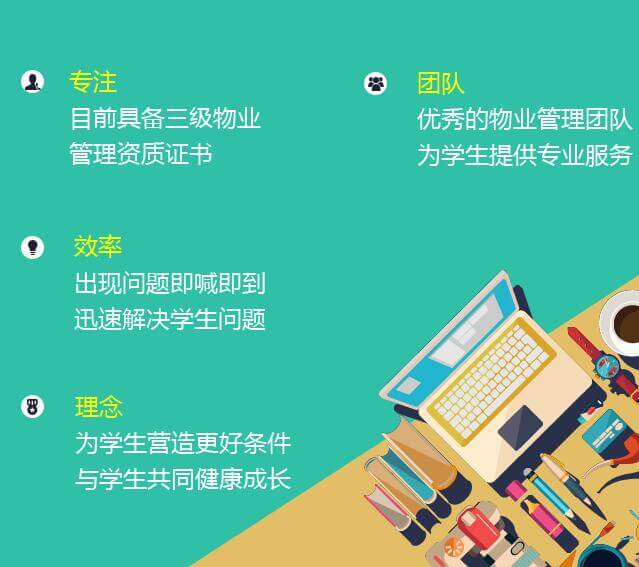 专注
目前具备三级物业
管理资质证书
团队
优秀的物业管理团队
为学生提供专业服务
效率
出现问题即喊即到
迅速解决学生问题
理念
为学生营造更好条件
与学生共同健康成长